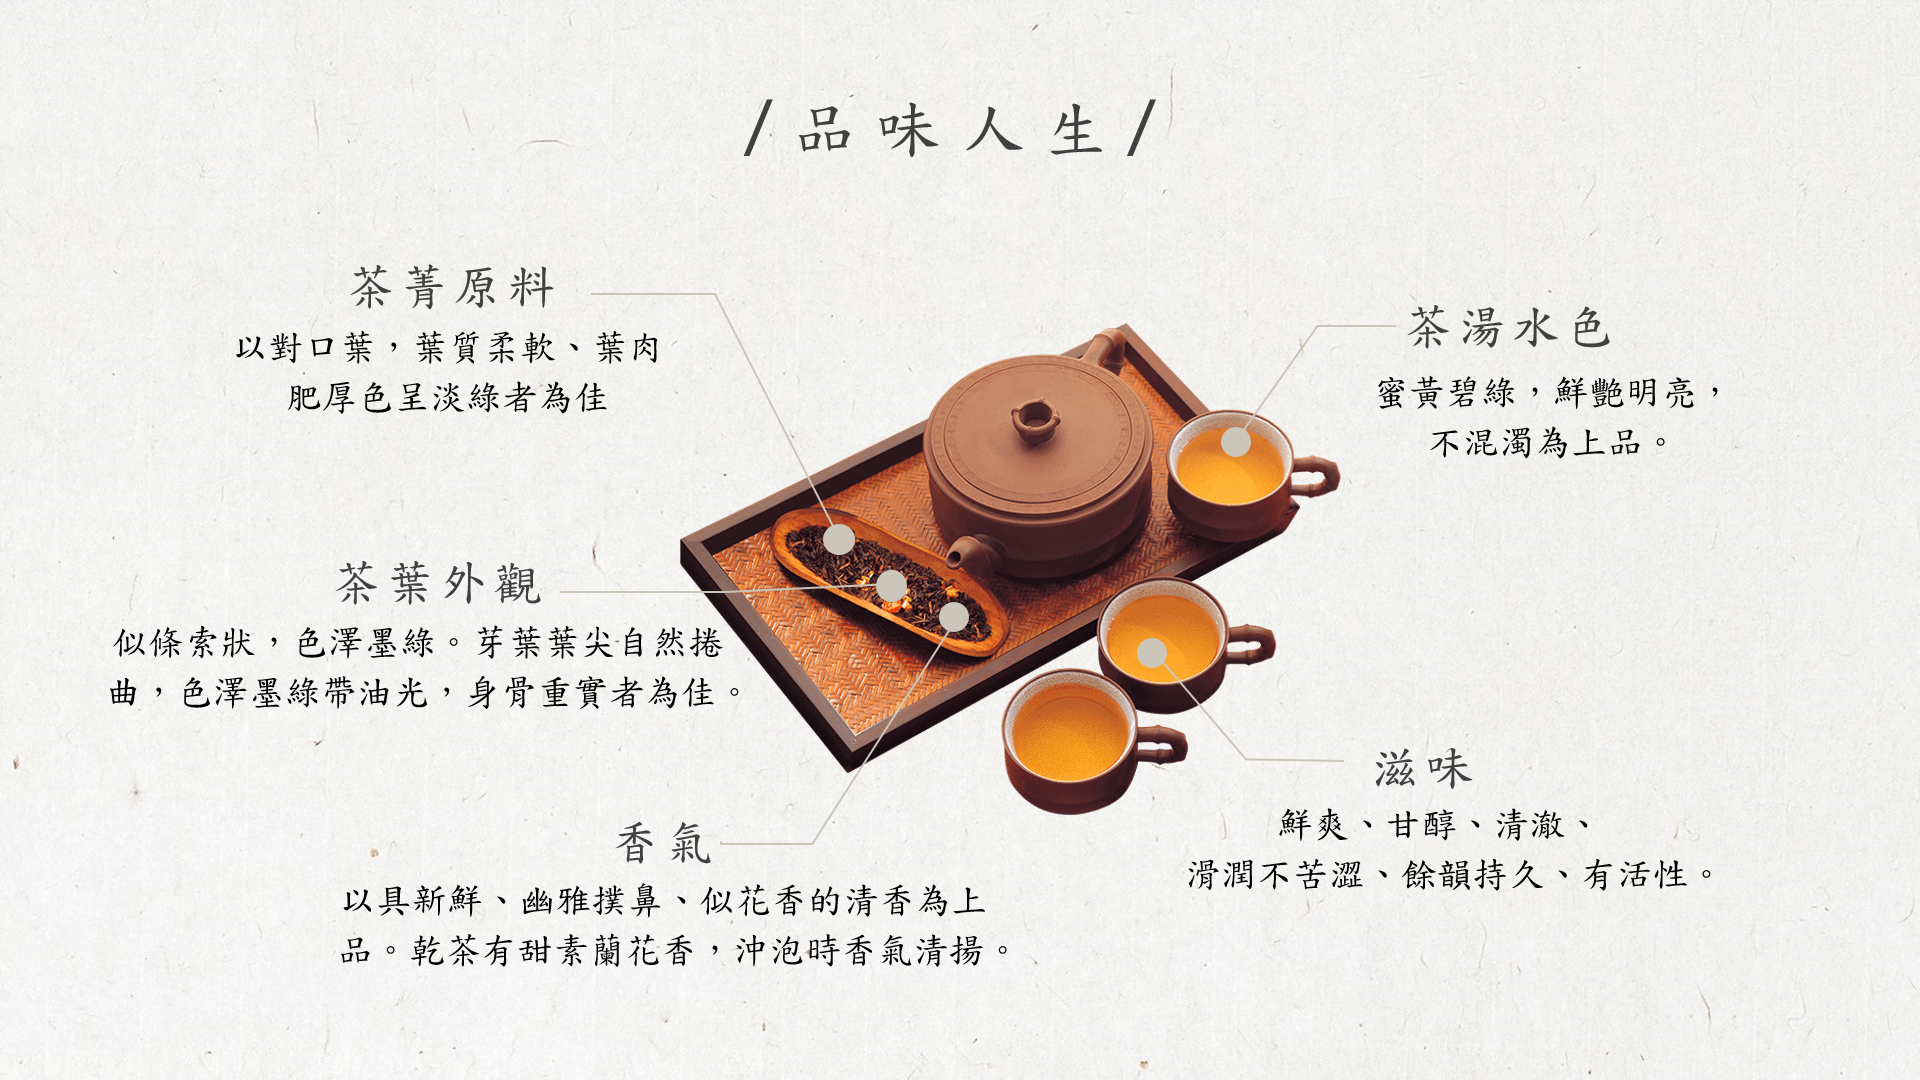 /品味人生/
茶菁原料
以對口葉，葉質柔軟、葉肉
肥厚色呈淡綠者為佳
茶湯水色
蜜黃碧綠，鮮艷明亮，
不混濁為上品。
茶葉外觀
似條索狀，色澤墨綠。芽葉葉尖自然捲
曲，色澤墨綠帶油光，身骨重實者為佳。
滋味
鮮爽、甘醇、清澈、
滑潤不苦澀、餘韻持久、有活性。
香氣
以具新鮮、幽雅撲鼻、似花香的清香為上
品。乾茶有甜素蘭花香，沖泡時香氣清揚。